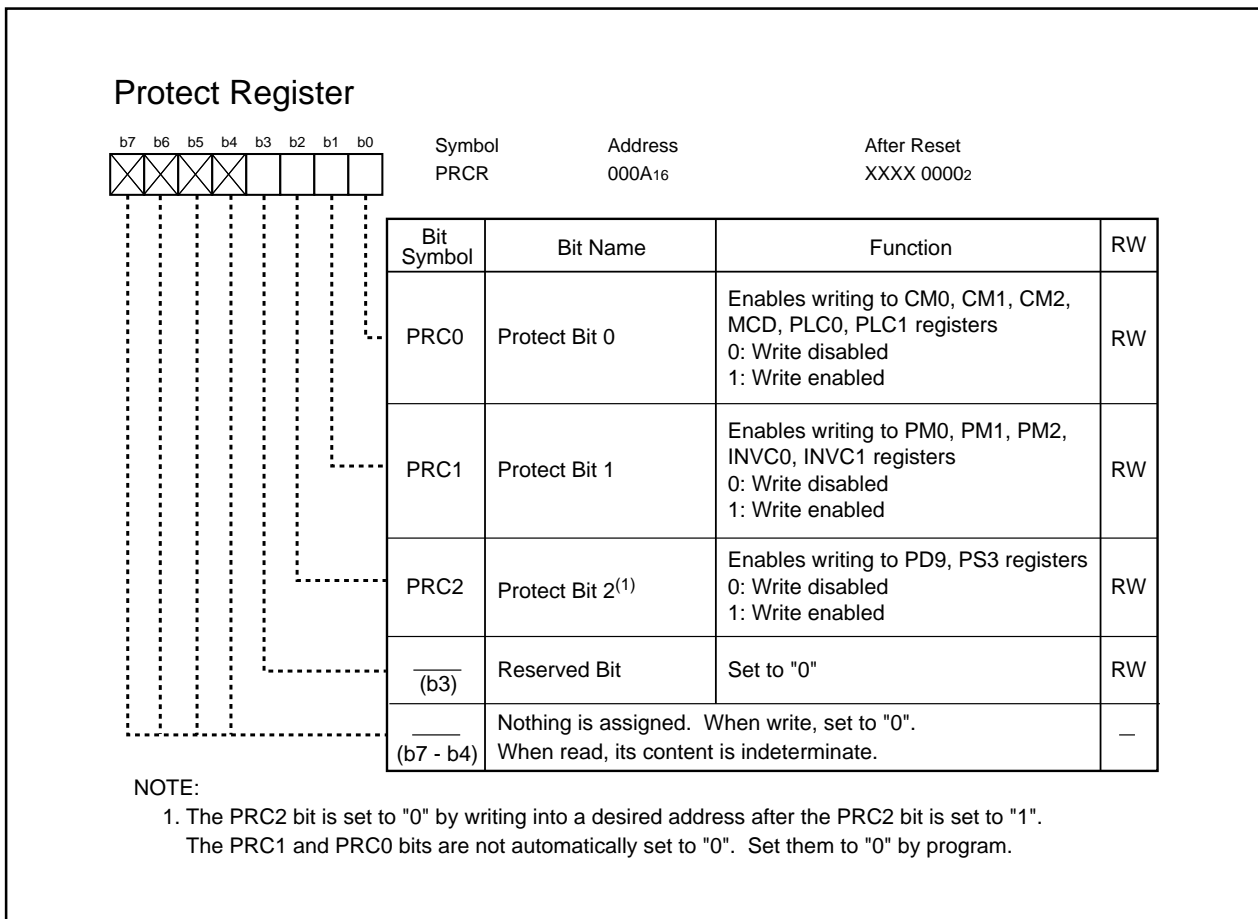 Protect Register
b7 b6 b5 b4 b3 b2 b1 b0
Symbol Address After Reset
PRCR 000A16 XXXX 00002
Bit Symbol Bit Name Function RW
PRC0 Protect Bit 0 Enables writing to CM0, CM1, CM2,
MCD, PLC0, PLC1 registers
0: Write disabled
1: Write enabled
RW
PRC1 Protect Bit 1 Enables writing to PM0, PM1, PM2,
INVC0, INVC1 registers
0: Write disabled
1: Write enabled
RW
PRC2 Protect Bit 2(1) Enables writing to PD9, PS3 registers
0: Write disabled
1: Write enabled
RW
(b3) Reserved Bit Set to "0" RW
(b7 - b4) Nothing is assigned. When write, set to "0".
When read, its content is indeterminate.
—
NOTE:
1. The PRC2 bit is set to "0" by writing into a desired address after the PRC2 bit is set to "1".
The PRC1 and PRC0 bits are not automatically set to "0". Set them to "0" by program.